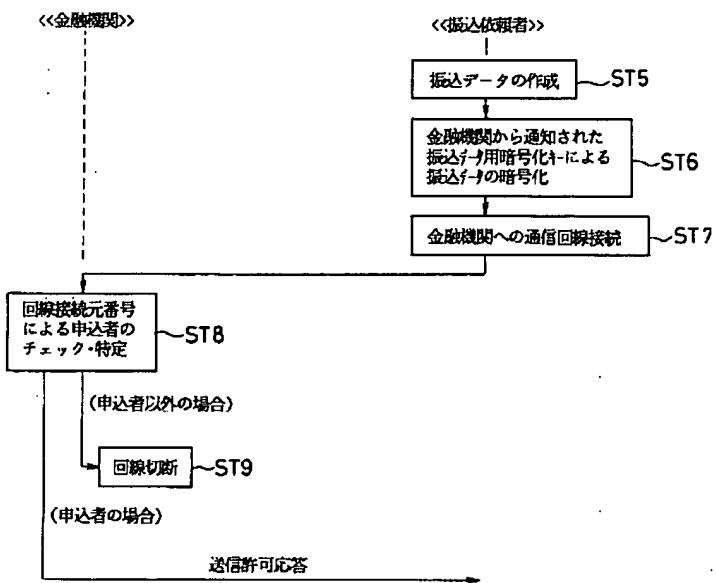 <<金融機関>>
<<振込依頼者>>
振込データの作成
ST5
金融機関から通知された
振込データ用暗号化キーによる
振込データの暗号化
ST6
金融機関への通信回線接続
ST7
回線接続元番号
による申込者の
チェック・特定
ST8
(申込者以外の場合)
回線切断
ST9
(申込者の場合)
送信許可応答